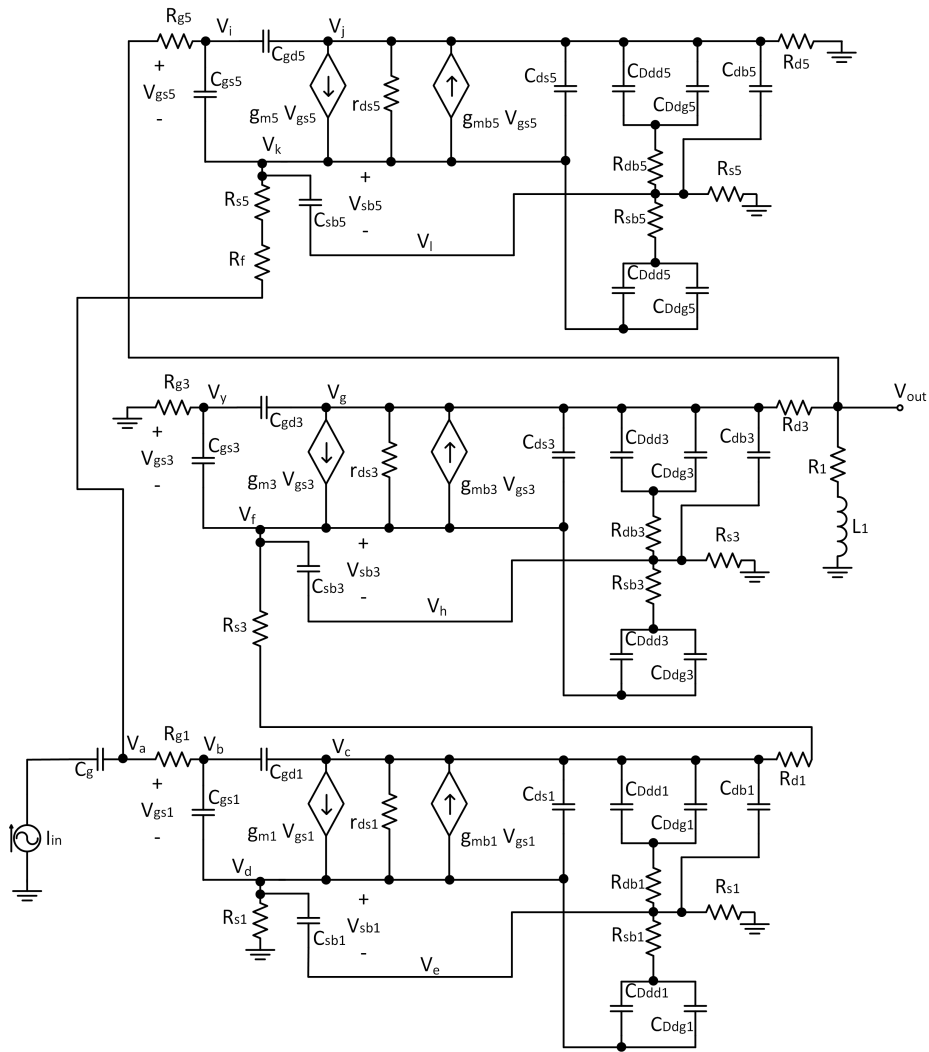 Rg5
Vi
Cgd5
Vj
Rd5
+
Vgs5
-
Cgs5
gm5 Vgs5
rds5
gmb5 Vgs5
Cds5
CDdd5
CDdg5
Cdb5
Vk
Rs5
Csb5
+
Vsb5
-
Rdb5
Rs5
Rsb5
Vl
Rf
CDdd5
CDdg5
Rg3
Vy
Cgd3
Vg
Rd3
Vout
+
Vgs3
-
Cgs3
gm3 Vgs3
rds3
gmb3 Vgs3
Cds3
CDdd3
CDdg3
Cdb3
R1
L1
Vf
Csb3
+
Vsb3
-
Rdb3
Rs3
Rsb3
Vh
Rs3
CDdd3
CDdg3
Cg
Va
Rg1
Vb
Cgd1
Vc
Rd1
+
Vgs1
-
Cgs1
gm1 Vgs1
rds1
gmb1 Vgs1
Cds1
CDdd1
CDdg1
Cdb1
Iin
Vd
Rs1
Csb1
+
Vsb1
-
Rdb1
Rs1
Rsb1
Ve
CDdd1
CDdg1